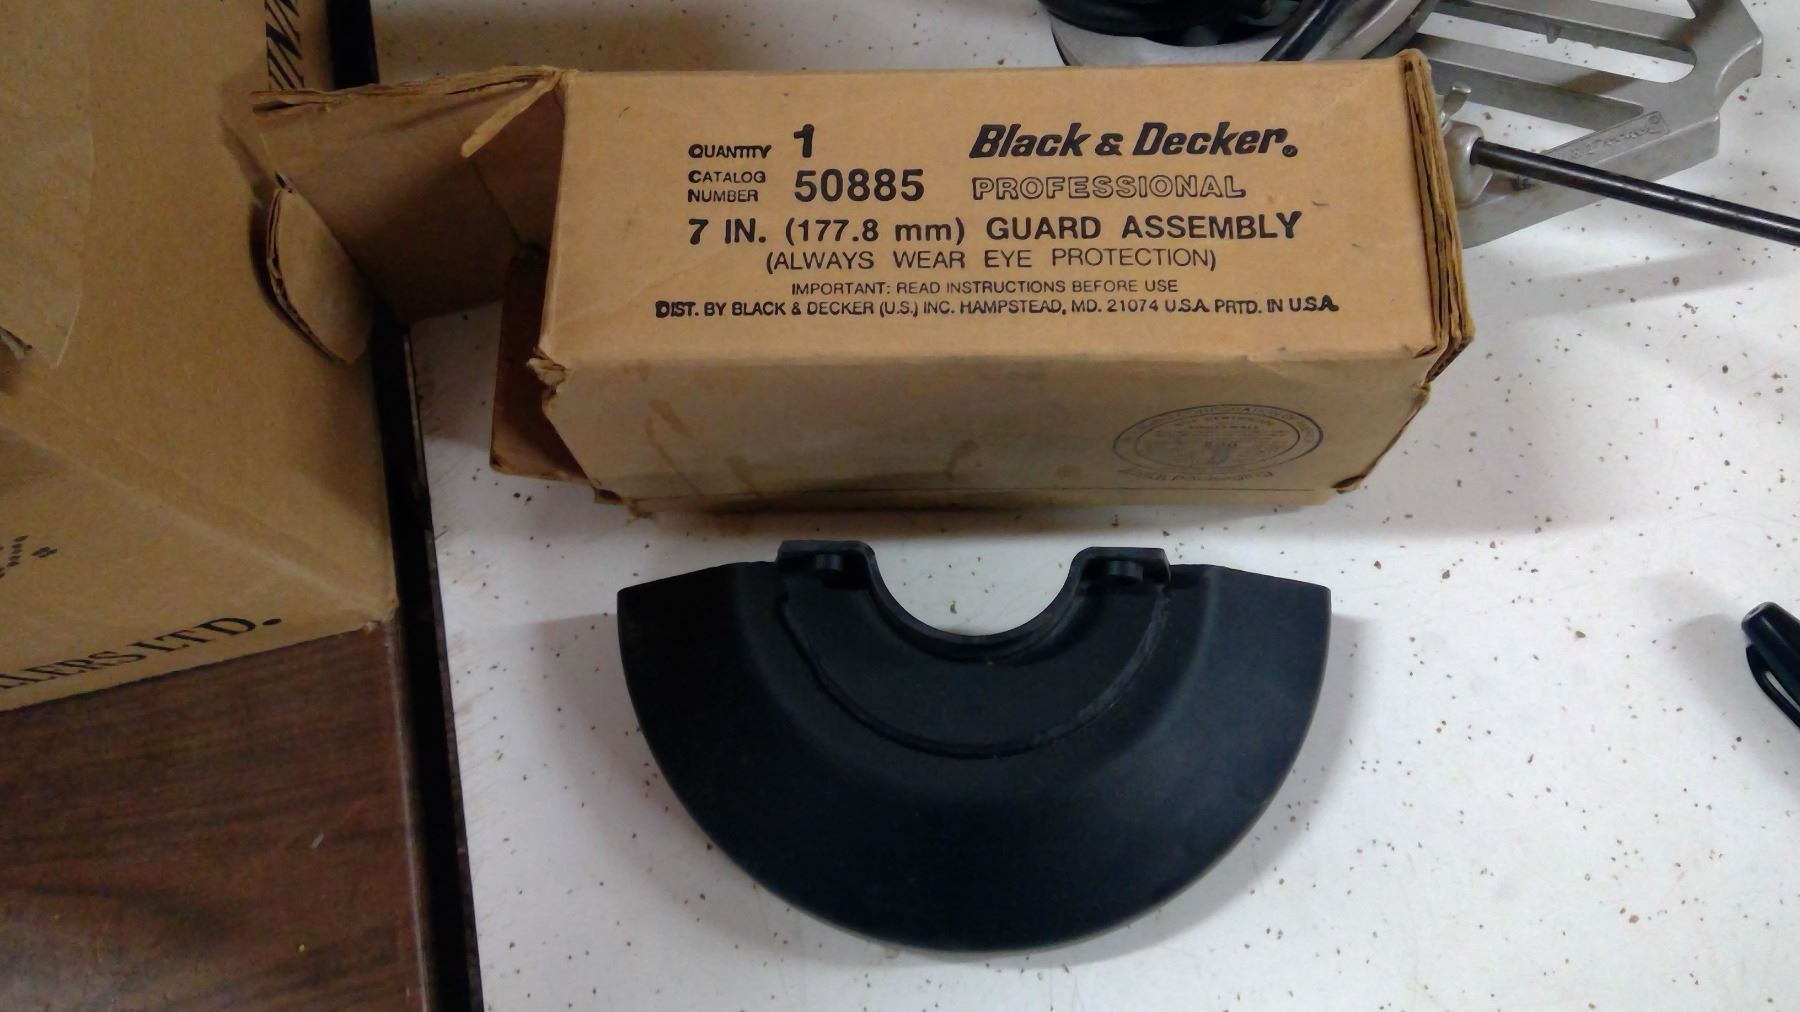 QUANTITY 1
CATALOG NUMBER 50885
Black & Decker®
PROFESSIONAL
7 IN. (177.8 mm) GUARD ASSEMBLY
(ALWAYS WEAR EYE PROTECTION)
IMPORTANT: READ INSTRUCTIONS BEFORE USE
DIST. BY BLACK & DECKER (U.S.) INC. HAMPSTEAD, MD. 21074 U.S.A. PRTD. IN U.S.A.
LTD.